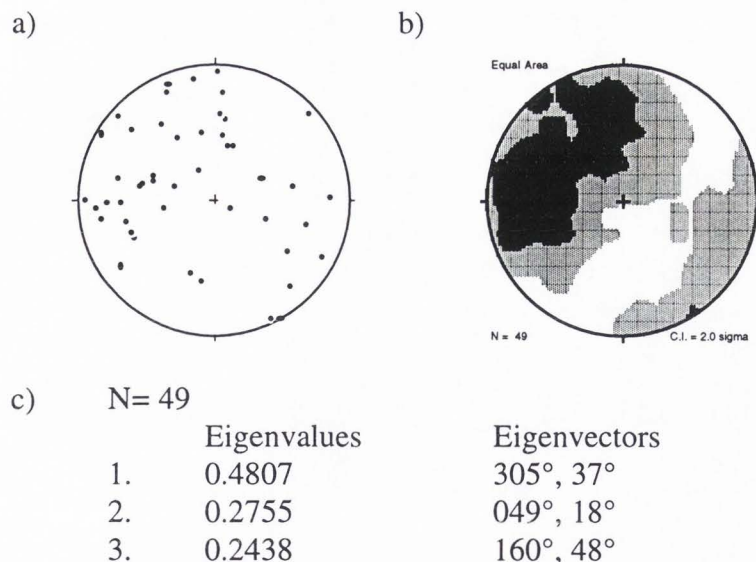 a)
b)
Equal Area
N = 49
C.I. = 2.0 sigma
c) N= 49
Eigenvalues Eigenvectors
1. 0.4807 305°, 37°
2. 0.2755 049°, 18°
3. 0.2438 160°, 48°